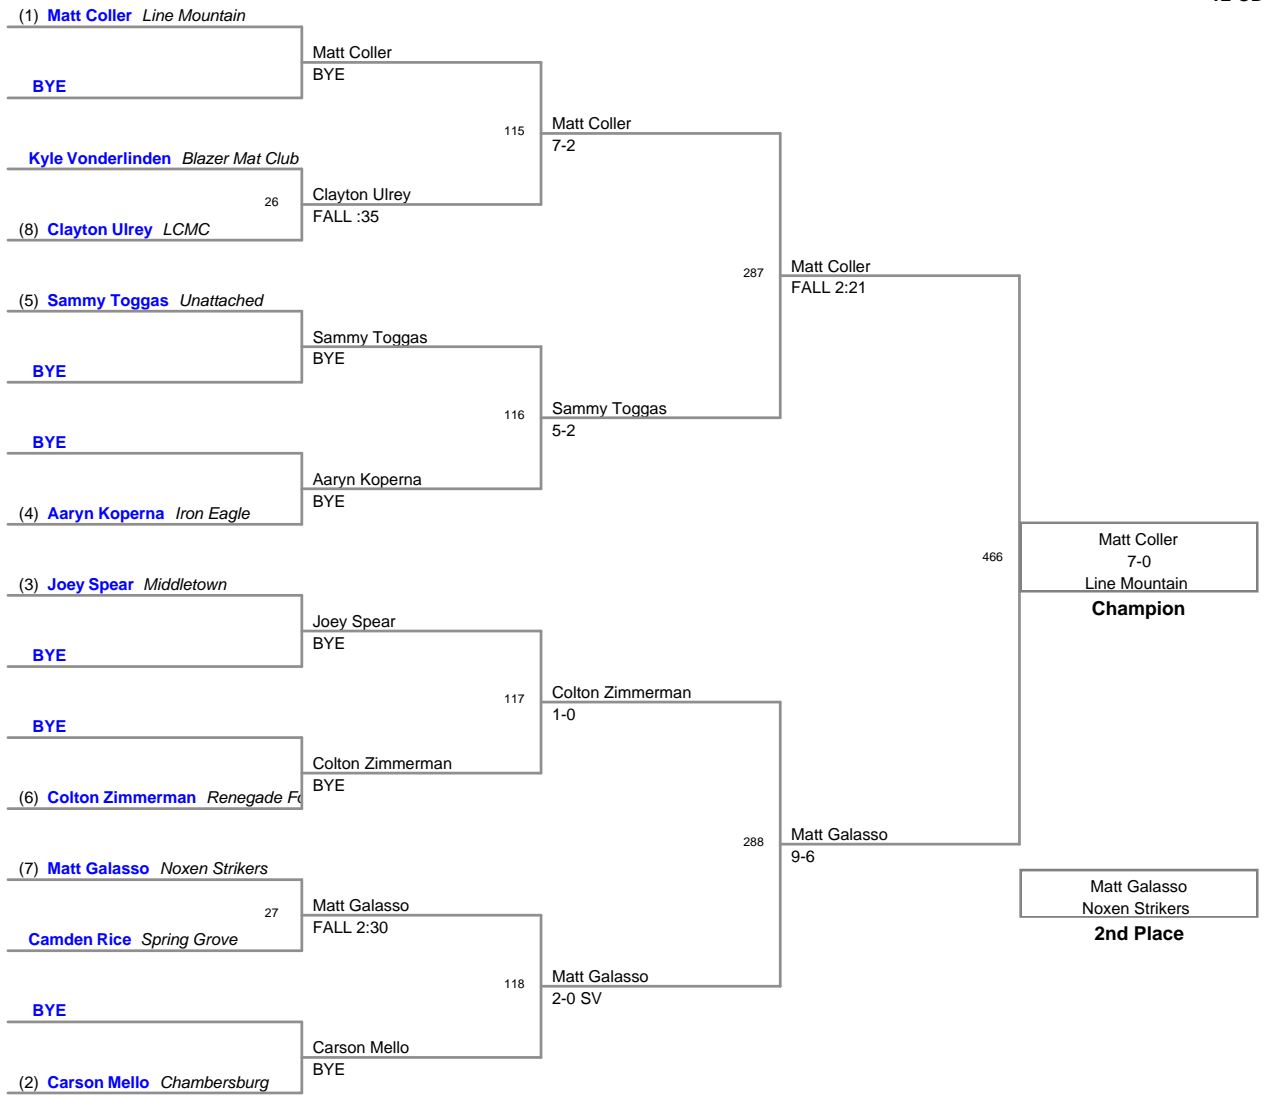 (1) Matt Coller Line Mountain
Matt Coller
BYE
BYE
115
Matt Coller
7-2
Kyle Vonderlinden Blazer Mat Club
26
Clayton Ulrey
FALL :35
(8) Clayton Ulrey LCMC
287
Matt Coller
FALL 2:21
(5) Sammy Toggas Unattached
Sammy Toggas
BYE
BYE
116
Sammy Toggas
5-2
BYE
Aaryn Koperna
BYE
(4) Aaryn Koperna Iron Eagle
466
Matt Coller
7-0
Line Mountain
Champion
(3) Joey Spear Middletown
Joey Spear
BYE
BYE
117
Colton Zimmerman
1-0
BYE
Colton Zimmerman
BYE
(6) Colton Zimmerman Renegade
288
Matt Galasso
9-6
(7) Matt Galasso Noxen Strikers
27
Matt Galasso
FALL 2:30
Camden Rice Spring Grove
Matt Galasso
Noxen Strikers
2nd Place
118
Matt Galasso
2-0 SV
BYE
Carson Mello
BYE
(2) Carson Mello Chambersburg